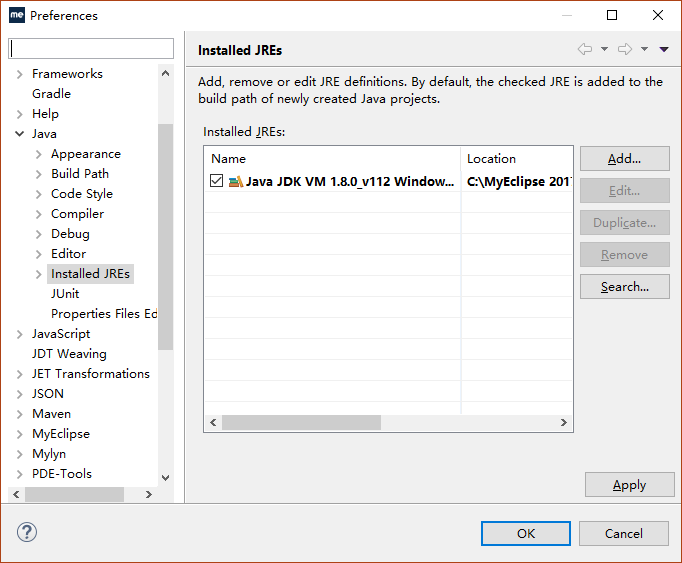 me Preferences
Installed JREs
Frameworks
Gradle
Help
Java
Appearance
Build Path
Code Style
Compiler
Debug
Editor
Installed JREs
JUnit
Properties Files Ed
JavaScript
JDT Weaving
JET Transformations
JSON
Maven
MyEclipse
Mylyn
PDE-Tools
Add, remove or edit JRE definitions. By default, the checked JRE is added to the
build path of newly created Java projects.
Installed JREs:
Name Location
Java JDK VM 1.8.0_v112 Window... C:\MyEclipse 201
Add...
Edit...
Duplicate...
Remove
Search...
Apply
? OK Cancel